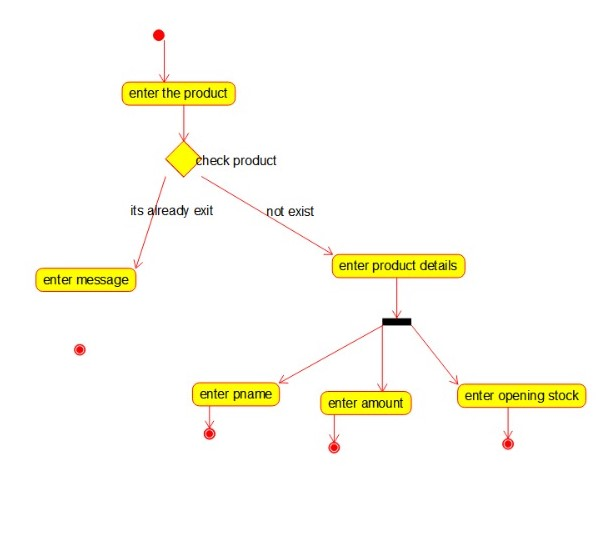 enter the product
check product
its already exit
not exist
enter product details
enter message
enter pname
enter amount
enter opening stock